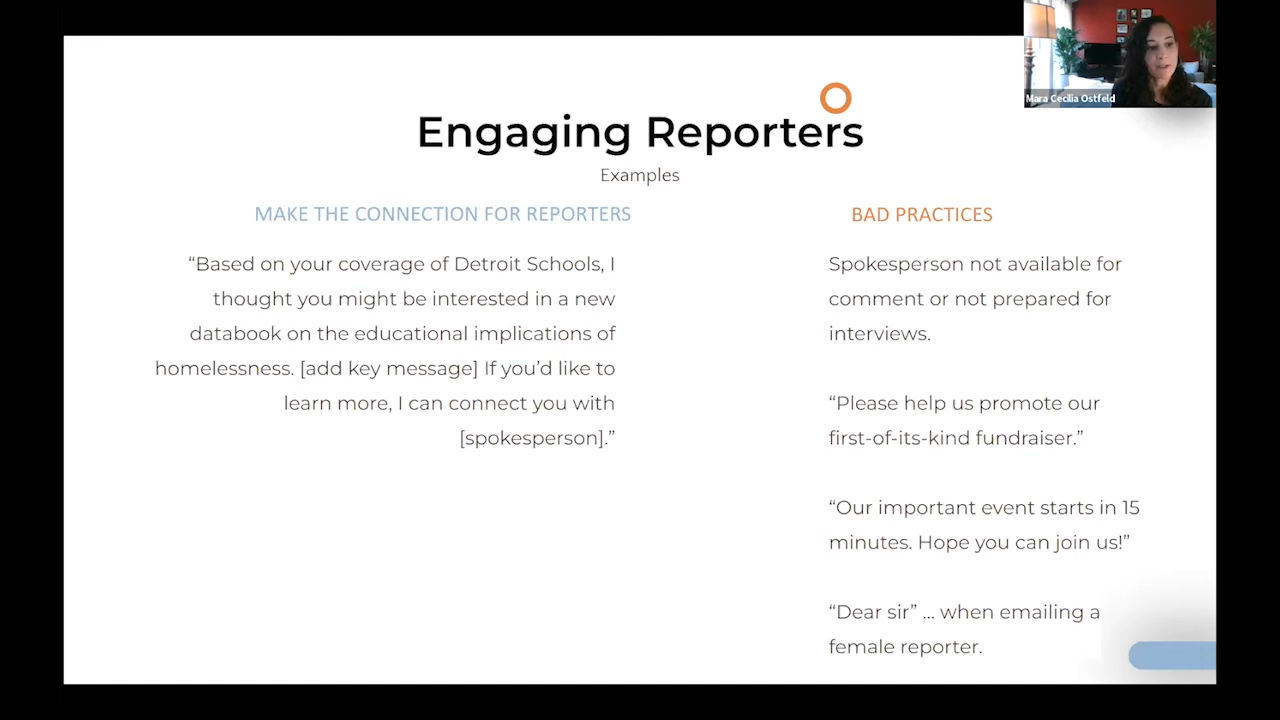 Mara Cecilia Ostfeld
Engaging Reporters
Examples
MAKE THE CONNECTION FOR REPORTERS
“Based on your coverage of Detroit Schools, I
thought you might be interested in a new
databook on the educational implications of
homelessness. [add key message] If you’d like to
learn more, I can connect you with
[spokesperson].”
BAD PRACTICES
Spokesperson not available for
comment or not prepared for
interviews.
“Please help us promote our
first-of-its-kind fundraiser.”
“Our important event starts in 15
minutes. Hope you can join us!”
“Dear sir” ... when emailing a
female reporter.